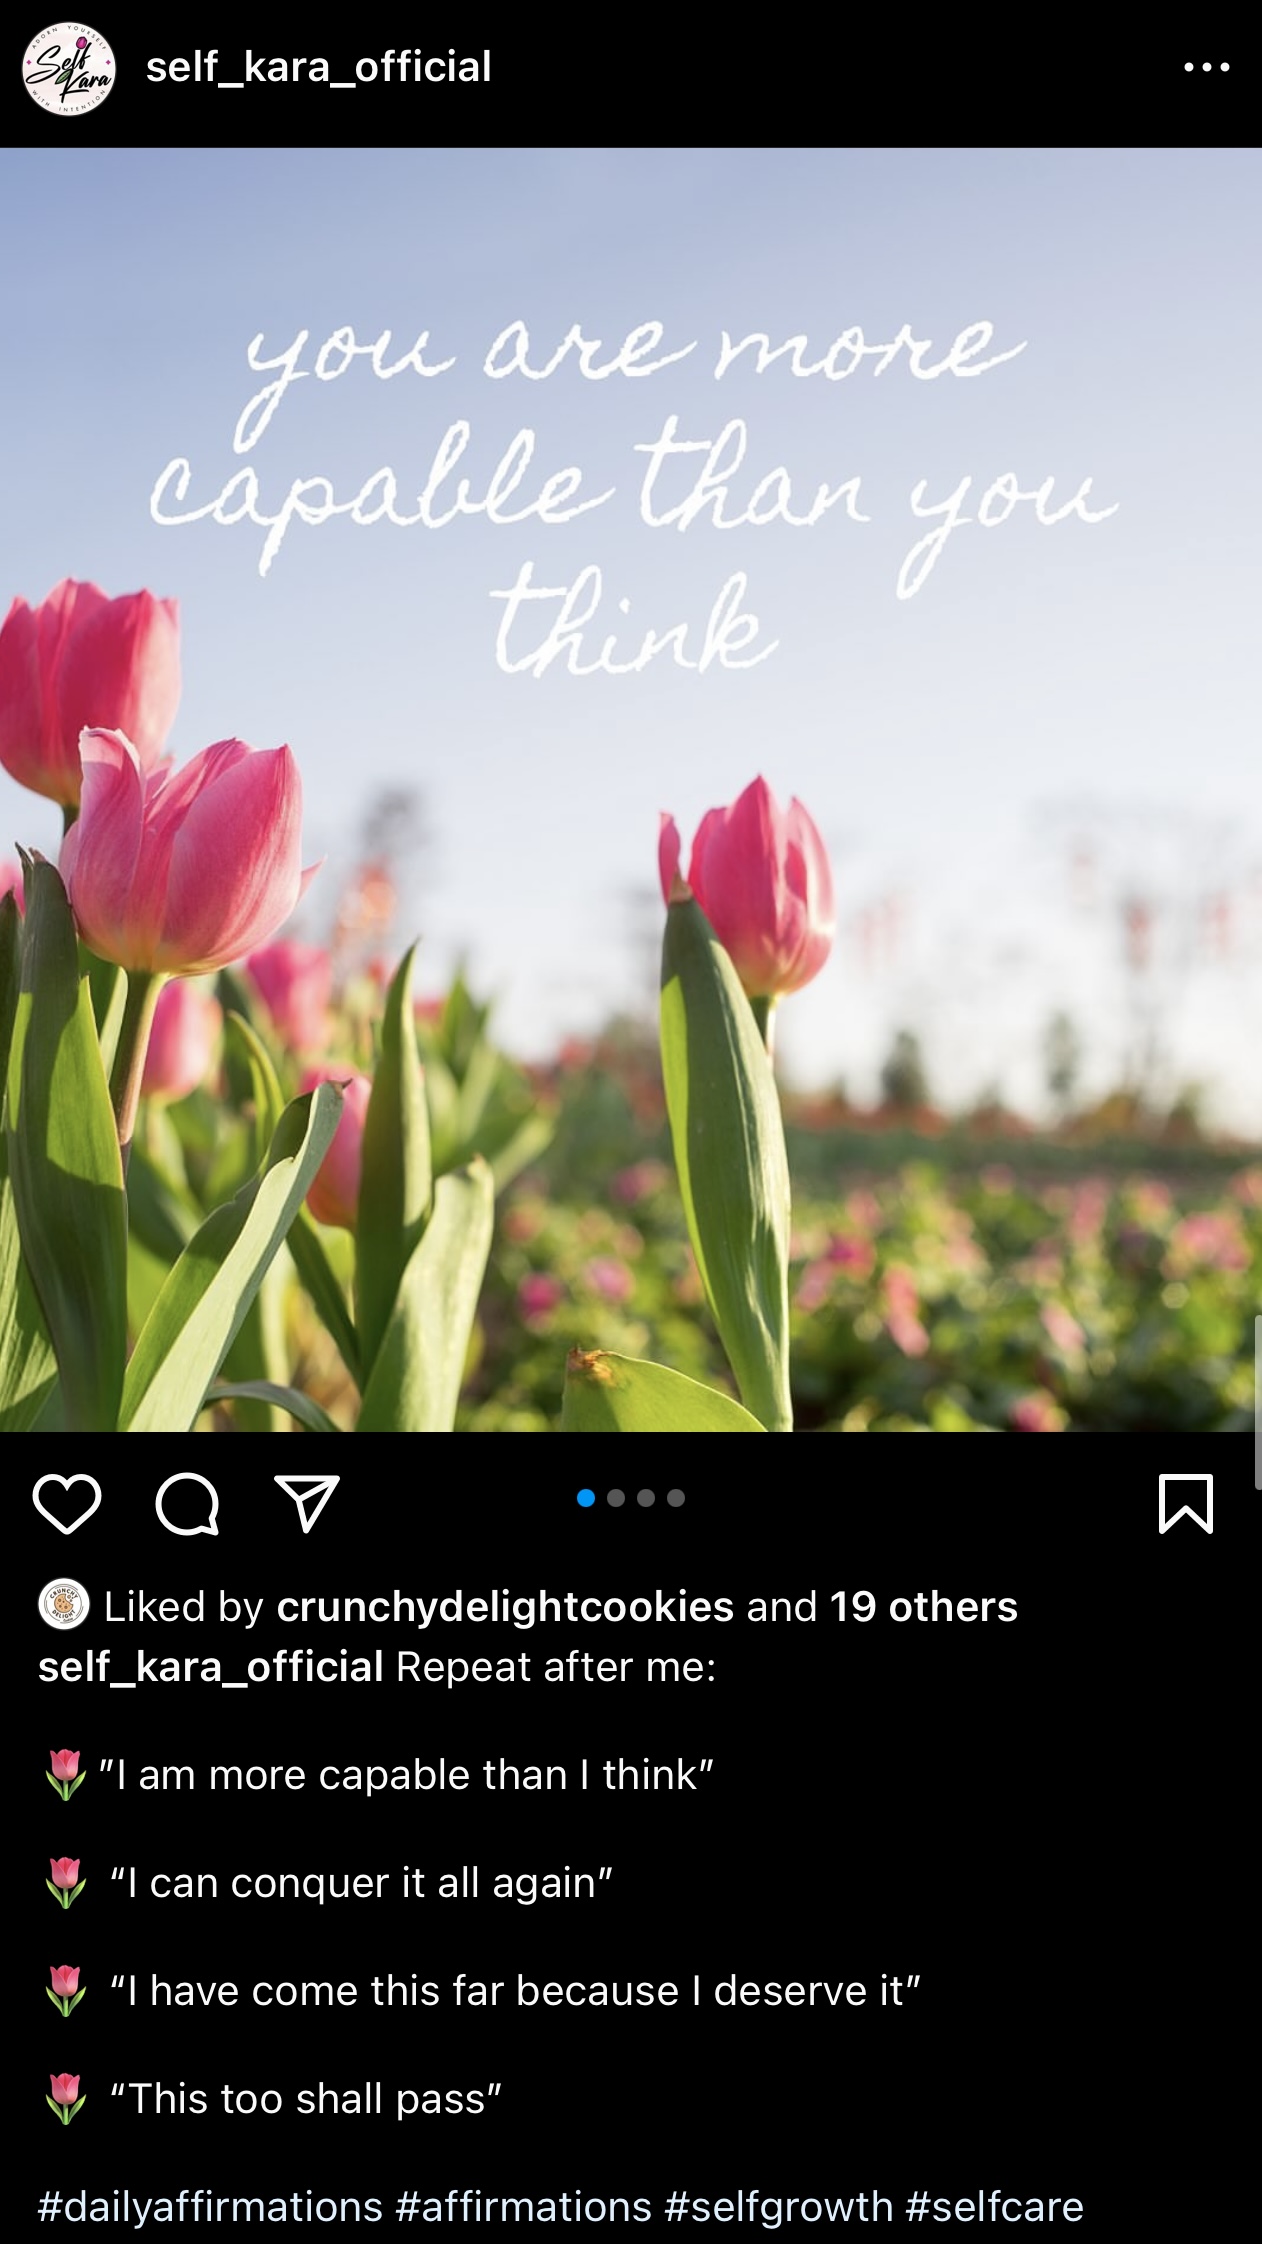 ADORN YOURSELF
Self
Kara
WITH INTENTION
self_kara_official
you are more
capable than you
think
CRUNCHY
DELIGHT
Liked by crunchydelightcookies and 19 others
self_kara_official Repeat after me:
🌷"I am more capable than I think”
🌷 “I can conquer it all again”
🌷 “I have come this far because I deserve it”
🌷 “This too shall pass”
#dailyaffirmations #affirmations #selfgrowth #selfcare